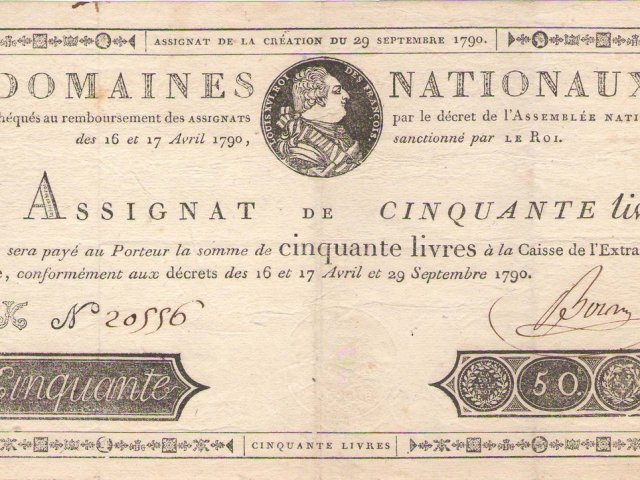 ASSIGNAT DE LA CRÉATION DU 29 SEPTEMBRE 1790.
DOMAINES NATIONAUX
LOUIS XVI ROI DES FRANÇOIS
héqués au remboursement des ASSIGNATS par le décret de l'ASSEMBLÉE NATI
des 16 et 17 Avril 1790, sanctionné par LE ROI.
ASSIGNAT DE CINQUANTE liv
sera payé au Porteur la somme de cinquante livres à la Caisse de l'Extra
e, conformément aux décrets des 16 et 17 Avril et 29 Septembre 1790.
K N 20556
Cinquante 50.
CINQUANTE LIVRES